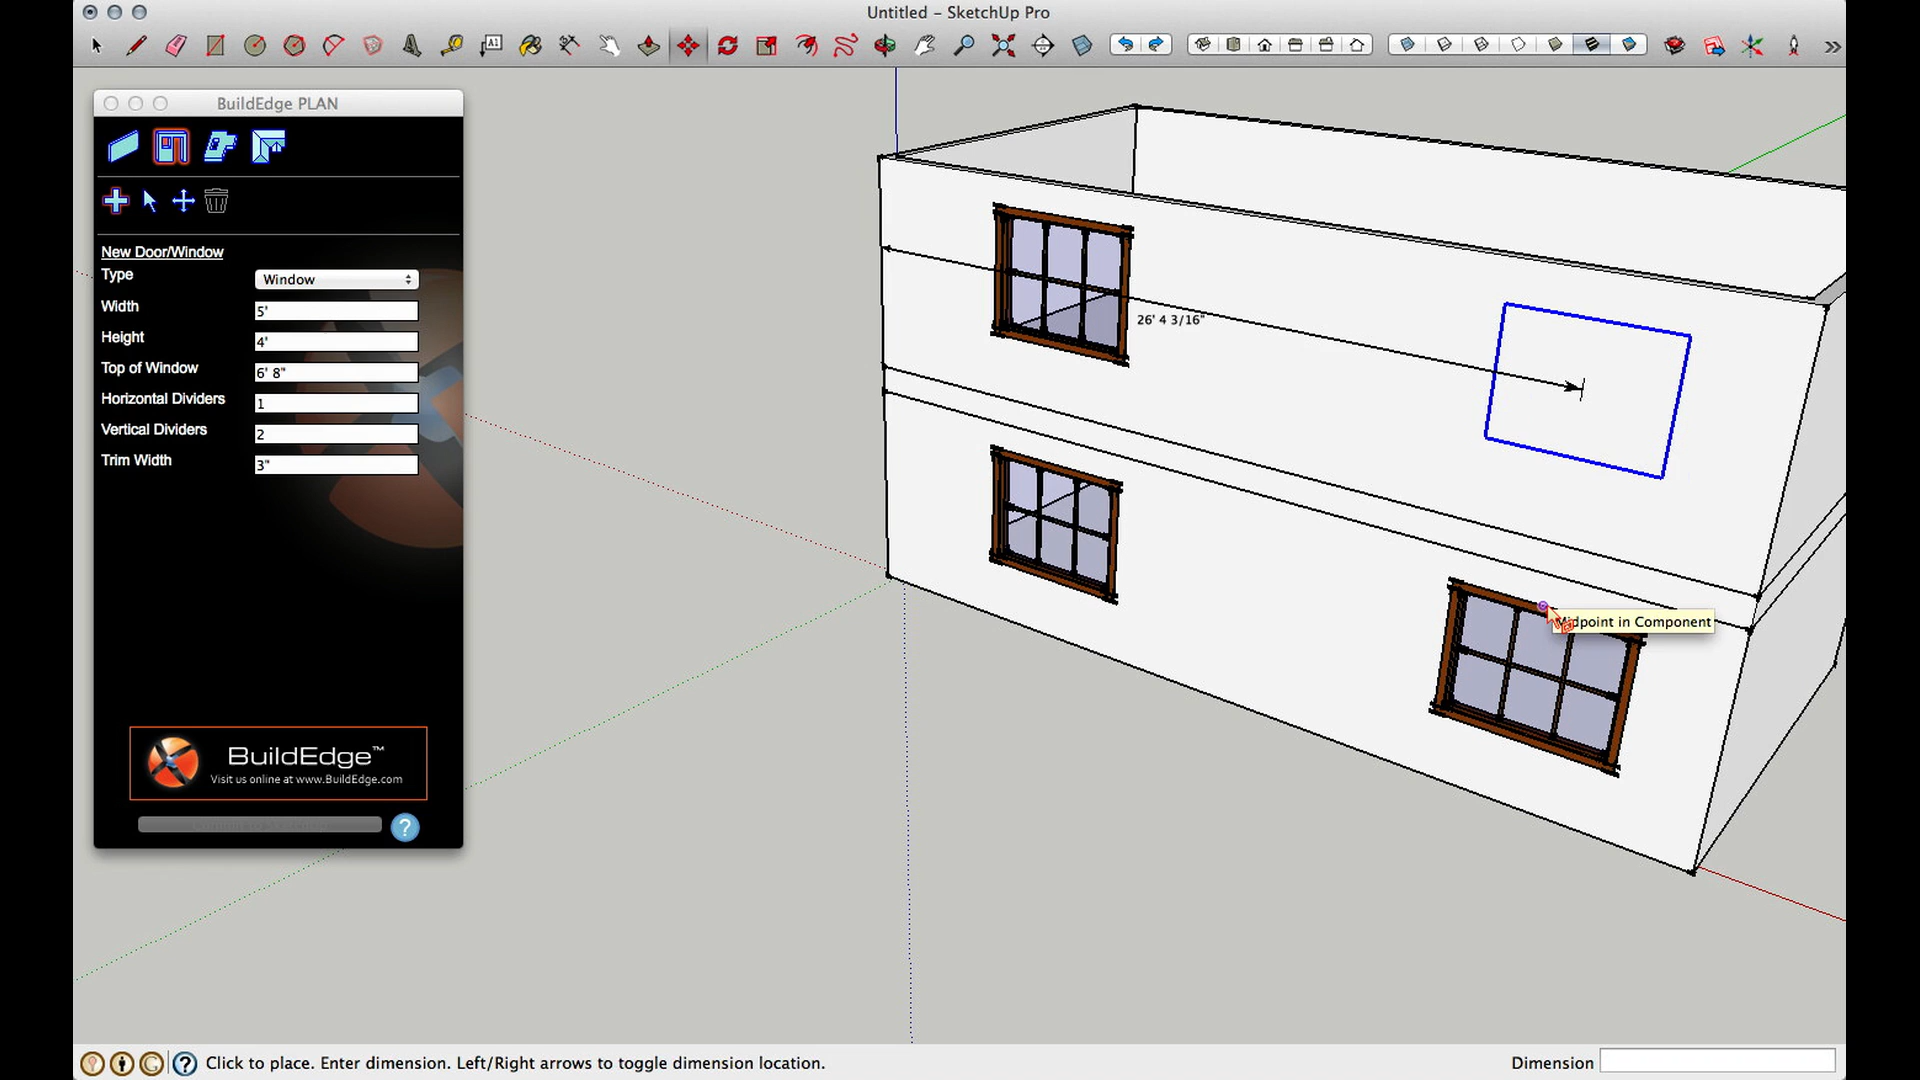 Untitled – SketchUp Pro
A1
BuildEdge PLAN
New Door/Window
Type Window
Width 5'
Height 4'
Top of Window 6' 8"
Horizontal Dividers 1
Vertical Dividers 2
Trim Width 3"
26' 4 3/16"
Midpoint in Component
BuildEdge™
Visit us online at www.BuildEdge.com
?
? Click to place. Enter dimension. Left/Right arrows to toggle dimension location.
Dimension